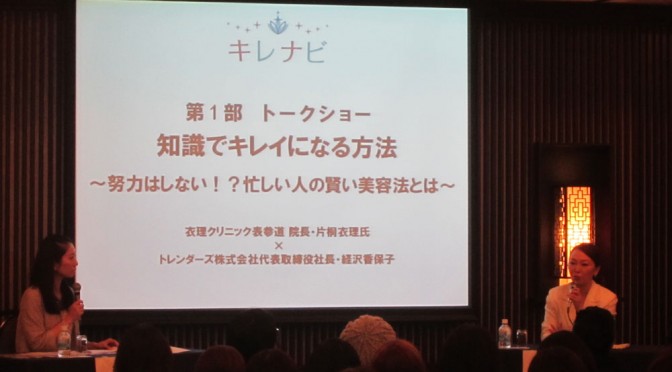 キレナビ
第1部 トークショー
知識でキレイになる方法
～努力はしない！？忙しい人の賢い美容法とは～
衣理クリニック表参道 院長・片桐衣理氏
×
トレンダーズ株式会社代表取締役社長・経沢香保子